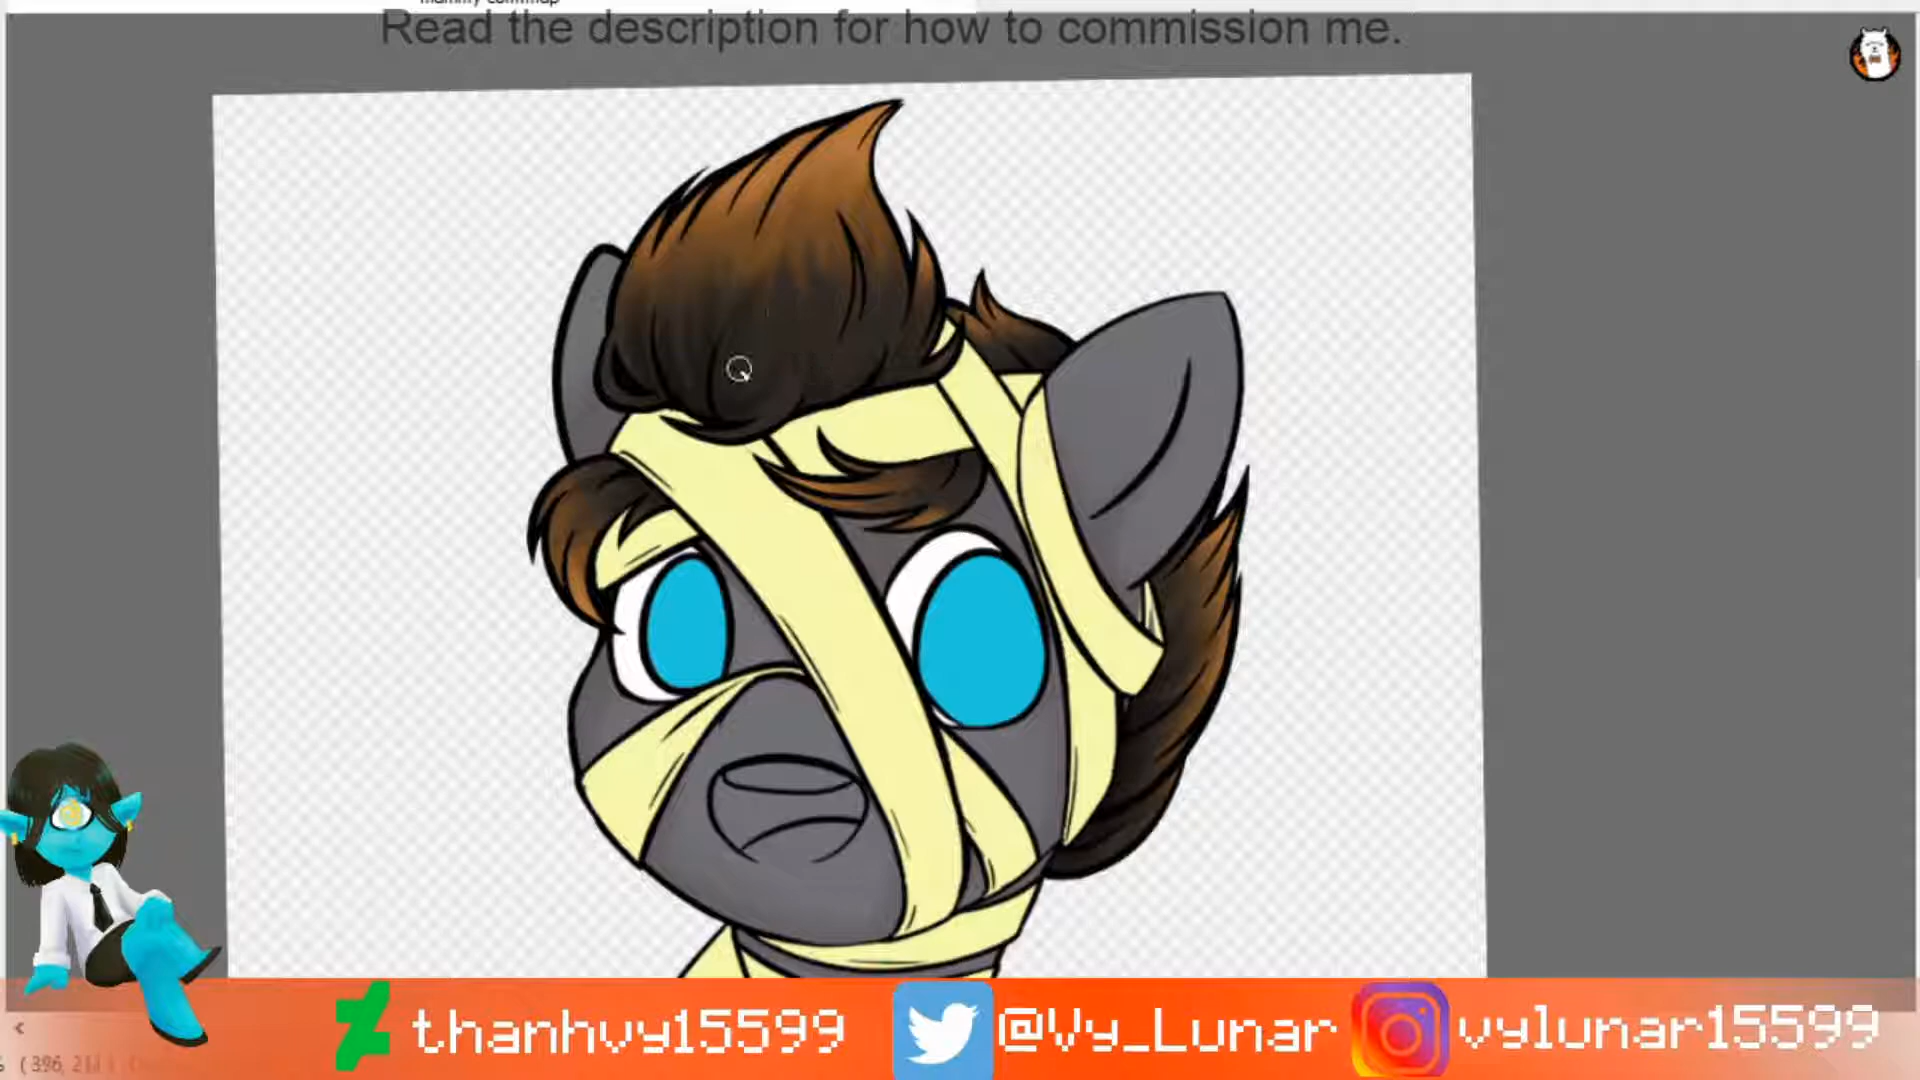 Read the description for how to commission me.
thanhvy15599 @Vy_Lunar vylunar15599